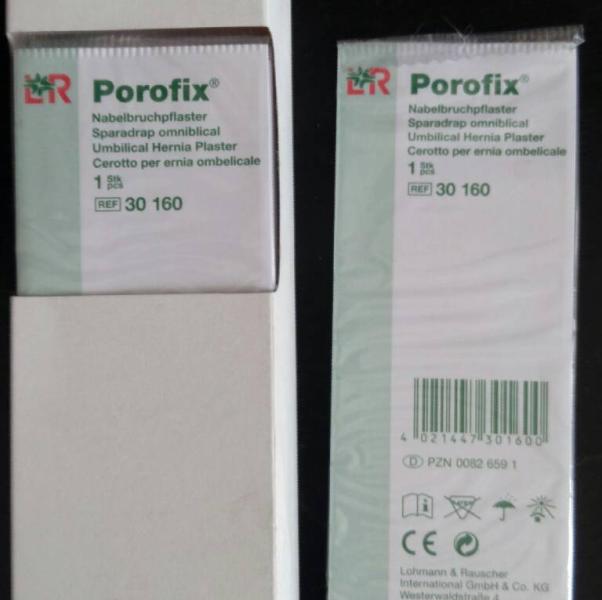 L&R Porofix®
Nabelbruchpflaster
Sparadrap omniblical
Umbilical Hernia Plaster
Cerotto per ernia ombelicale
1 Stk pcs
REF 30 160
L&R Porofix®
Nabelbruchpflaster
Sparadrap omniblical
Umbilical Hernia Plaster
Cerotto per ernia ombelicale
1 Stk pcs
REF 30 160
4 021447 301600
D PZN 0082 659 1
CE
Lohmann & Rauscher
International GmbH & Co. KG
Westerwaldstraße 4